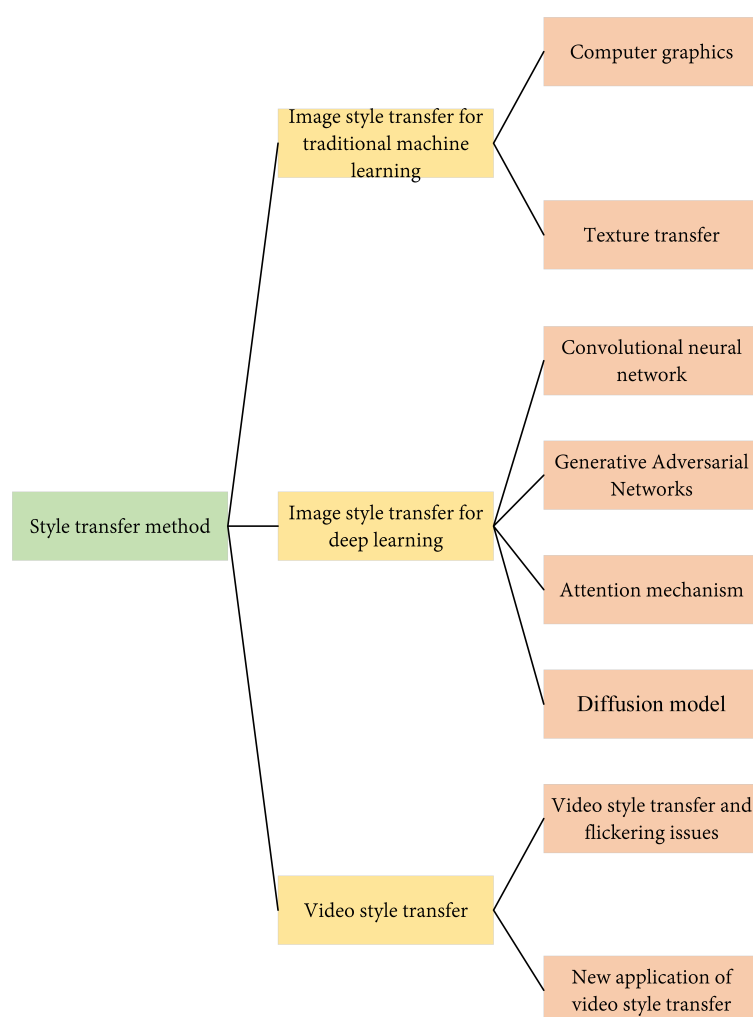 Computer graphics
Image style transfer for
traditional machine
learning
Texture transfer
Convolutional neural
network
Generative Adversarial
Networks
Style transfer method
Image style transfer for
deep learning
Attention mechanism
Diffusion model
Video style transfer and
flickering issues
Video style transfer
New application of
video style transfer